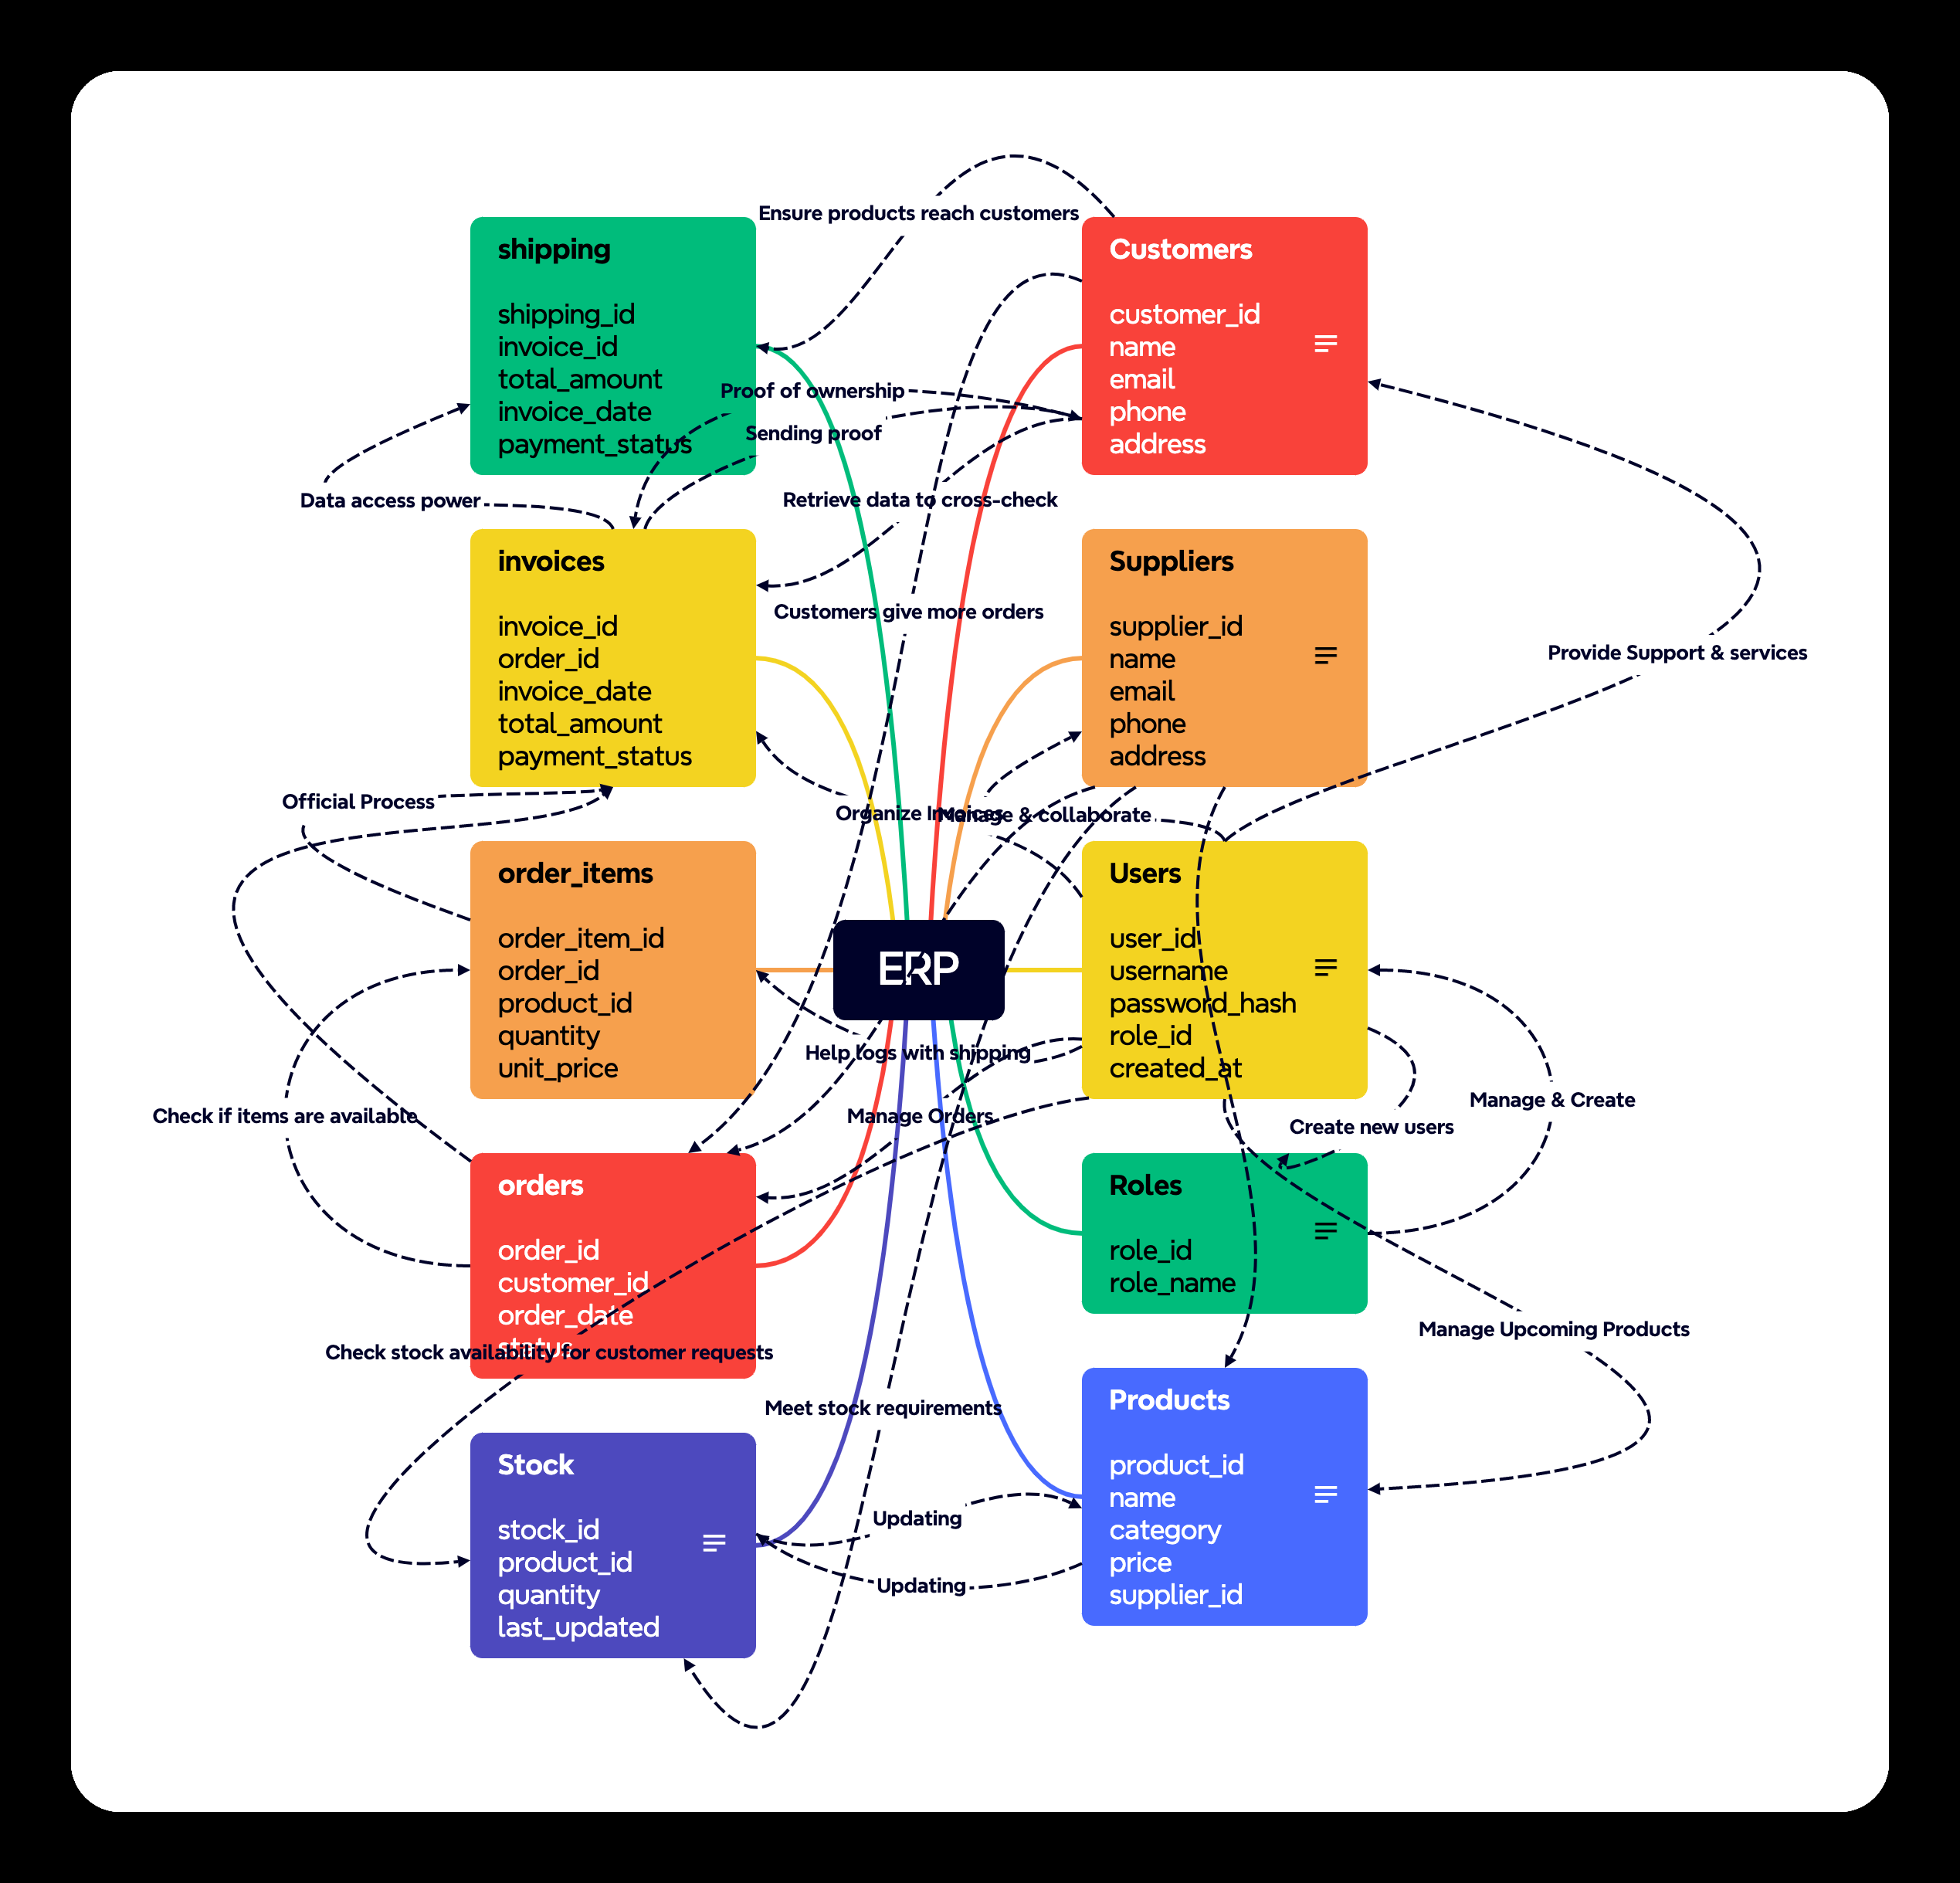 Ensure products reach customers
shipping
shipping_id
invoice_id
total_amount
invoice_date
payment_status
Customers
customer_id
name
email
phone
address
Proof of ownership
Sending proof
Data access power
Retrieve data to cross-check
invoices
invoice_id
order_id
invoice_date
total_amount
payment_status
Suppliers
supplier_id
name
email
phone
address
Customers give more orders
Provide Support & services
Official Process
Organize Invoices
Manage & collaborate
order_items
order_item_id
order_id
product_id
quantity
unit_price
ERP
Users
user_id
username
password_hash
role_id
created_at
Help logs with shipping
Check if items are available
Manage Orders
Manage & Create
Create new users
orders
order_id
customer_id
order_date
status
Roles
role_id
role_name
Check stock availability for customer requests
Manage Upcoming Products
Meet stock requirements
Stock
stock_id
product_id
quantity
last_updated
Products
product_id
name
category
price
supplier_id
Updating
Updating